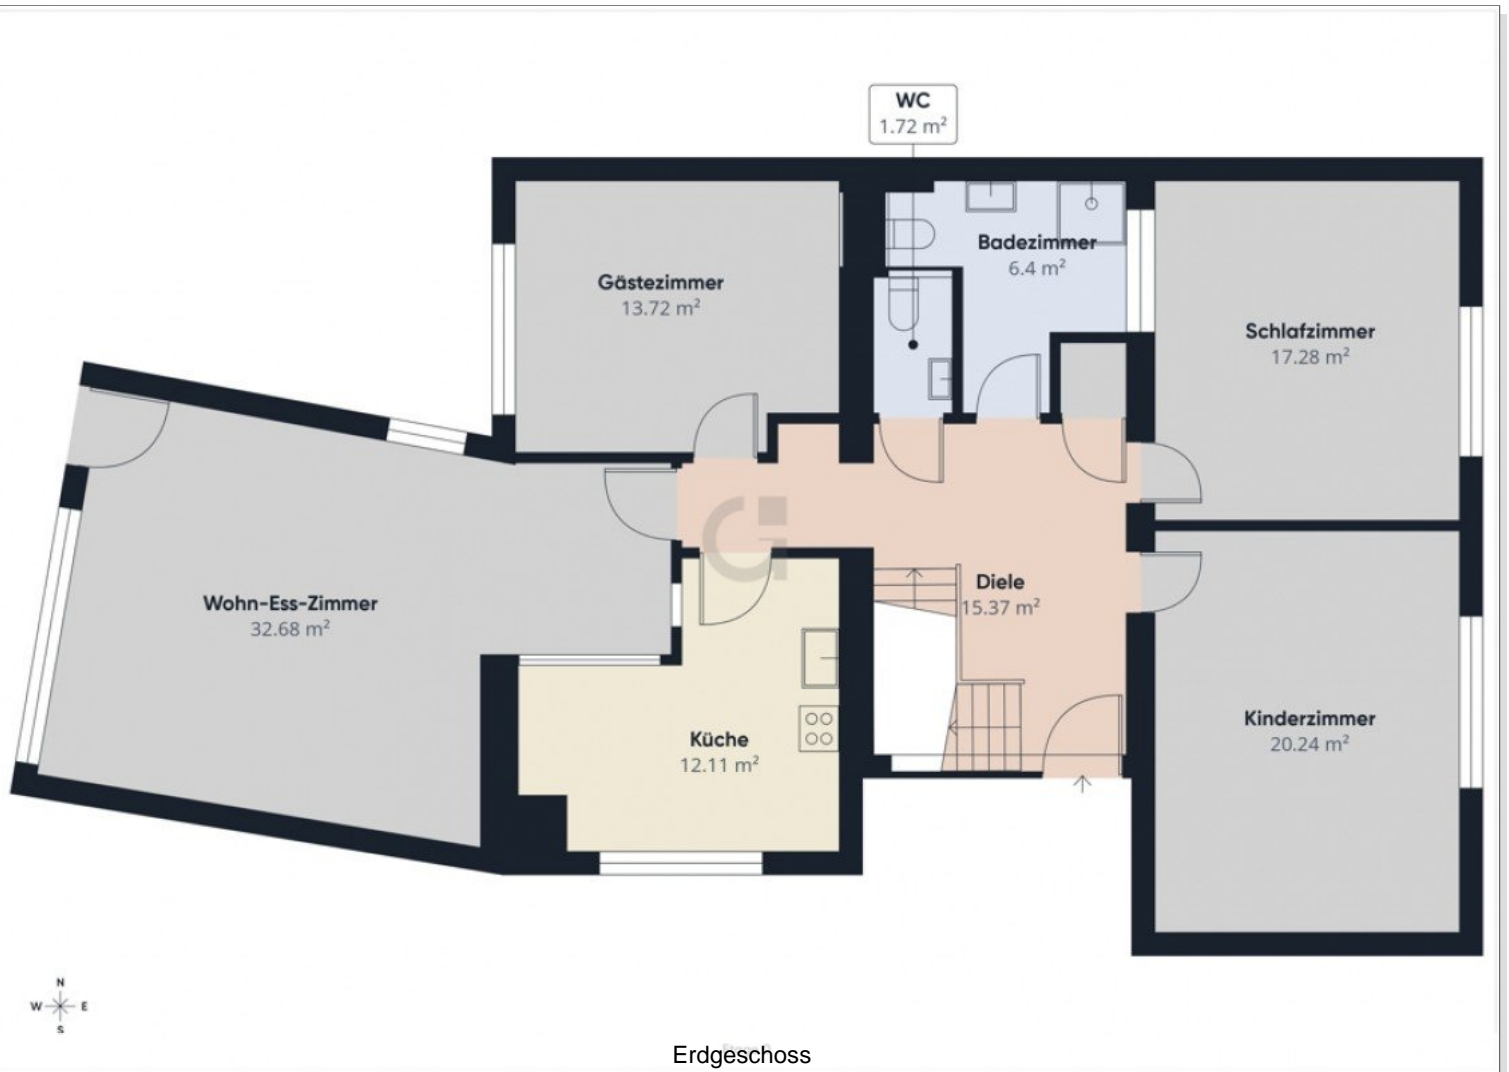 WC
1.72 m²
Badezimmer
6.4 m²
Gästezimmer
13.72 m²
Schlafzimmer
17.28 m²
Diele
15.37 m²
Wohn-Ess-Zimmer
32.68 m²
Küche
12.11 m²
Kinderzimmer
20.24 m²
N
W E
S
Erdgeschoss